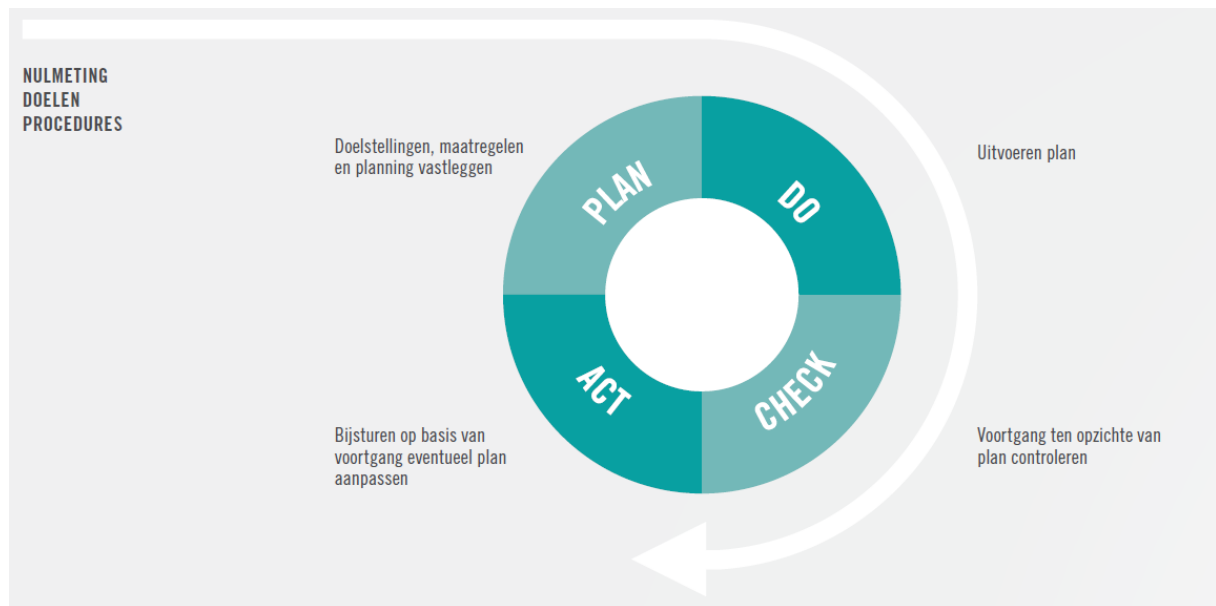 NULMETING
DOELEN
PROCEDURES
Doelstellingen, maatregelen
en planning vastleggen
PLAN
DO
Uitvoeren plan
Bijsturen op basis van
voortgang eventueel plan
aanpassen
ACT
CHECK
Voortgang ten opzichte van
plan controleren